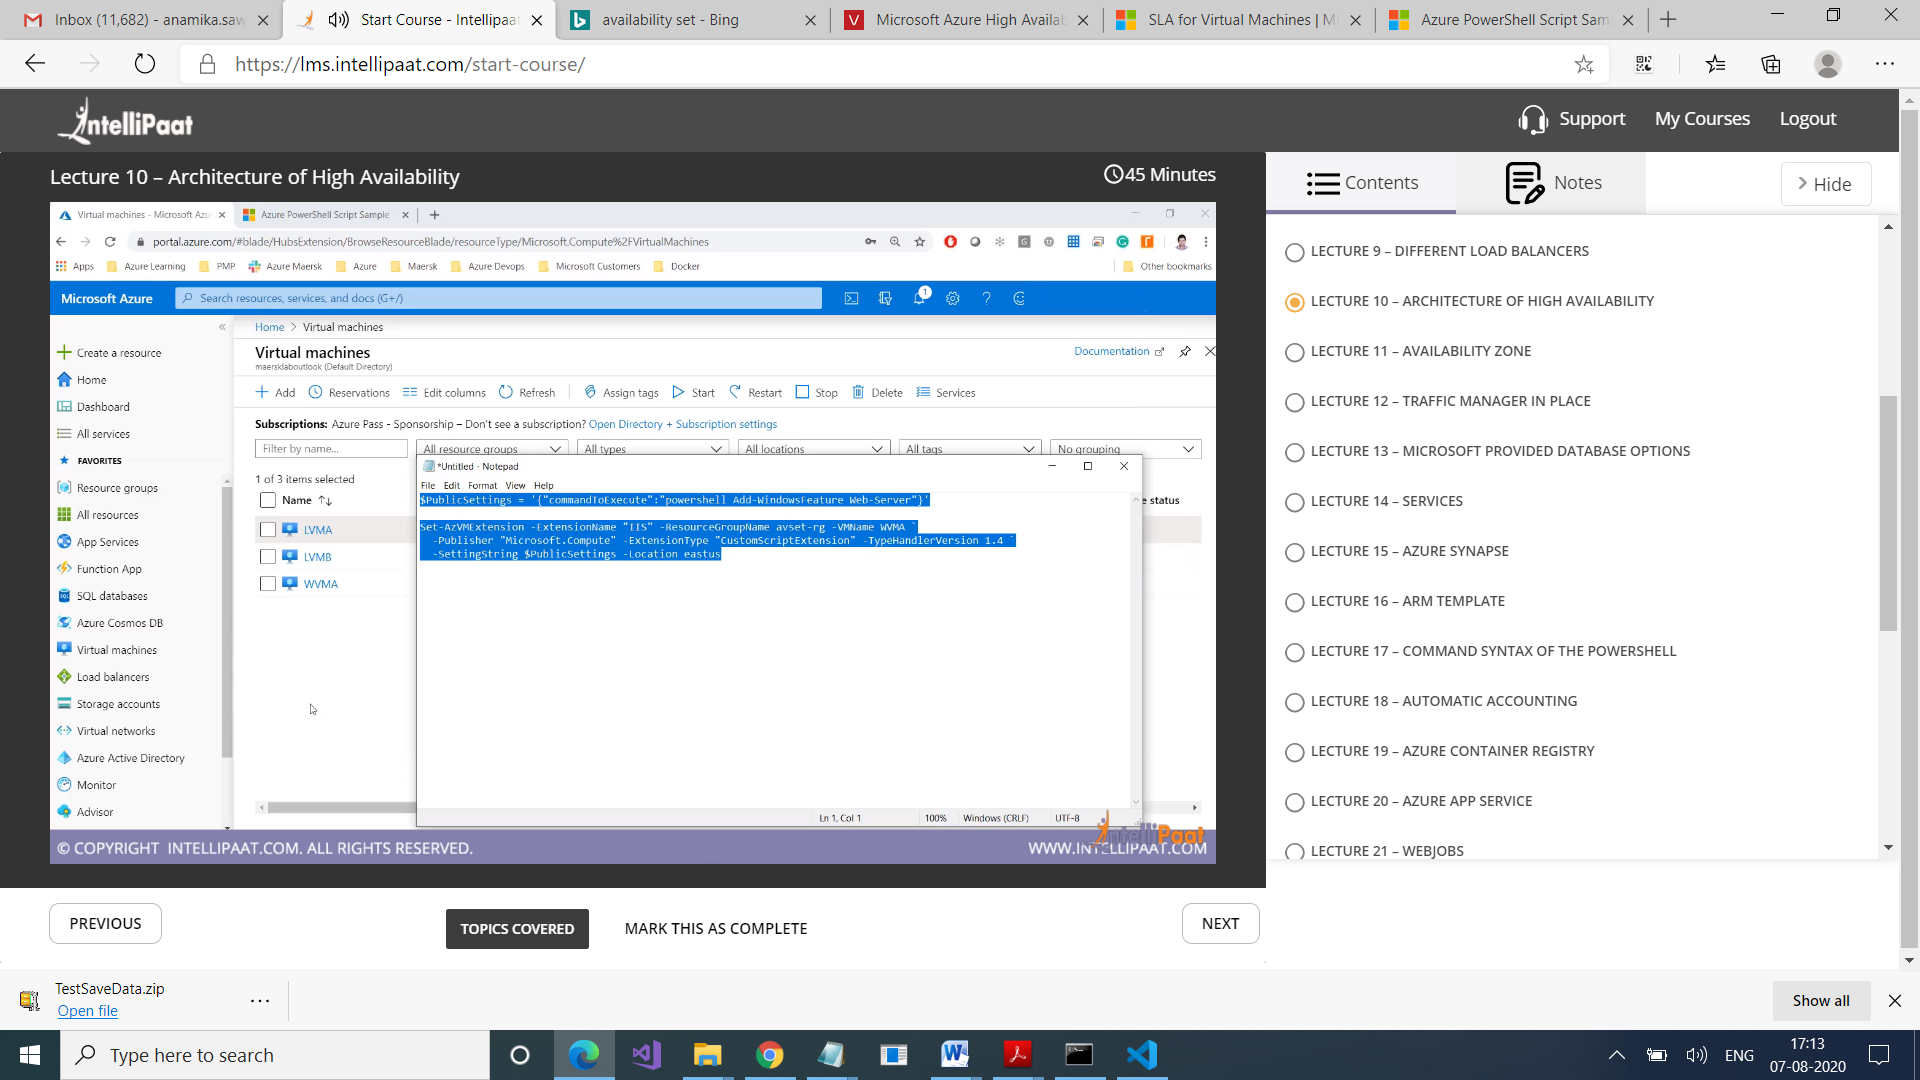 Inbox (11,682) - anamika.saw
Start Course - Intellipaat
availability set - Bing
Microsoft Azure High Availab
SLA for Virtual Machines | Mi
Azure PowerShell Script Sam
https://lms.intellipaat.com/start-course/
IntelliPaat
Support
My Courses
Logout
Lecture 10 – Architecture of High Availability
45 Minutes
Contents
Notes
Hide
Virtual machines - Microsoft Azu
Azure PowerShell Script Sample
portal.azure.com/#blade/HubsExtension/BrowseResourceBlade/resourceType/Microsoft.Compute%2FVirtualMachines
Apps
Azure Learning
PMP
Azure Maersk
Azure
Maersk
Azure Devops
Microsoft Customers
Docker
Other bookmarks
Microsoft Azure
Search resources, services, and docs (G+/)
1
Home > Virtual machines
Virtual machines
maersklaboutlook (Default Directory)
Documentation
Add
Reservations
Edit columns
Refresh
Assign tags
Start
Restart
Stop
Delete
Services
Subscriptions: Azure Pass - Sponsorship – Don't see a subscription? Open Directory + Subscription settings
Filter by name...
All resource groups
All types
All locations
All tags
No grouping
1 of 3 items selected
Name
e status
LVMA
LVMB
WVMA
Create a resource
Home
Dashboard
All services
FAVORITES
Resource groups
All resources
App Services
Function App
SQL databases
Azure Cosmos DB
Virtual machines
Load balancers
Storage accounts
Virtual networks
Azure Active Directory
Monitor
Advisor
*Untitled - Notepad
File Edit Format View Help
$PublicSettings = '{"commandToExecute":"powershell Add-WindowsFeature Web-Server"}'
Set-AzVMExtension -ExtensionName "IIS" -ResourceGroupName avset-rg -VMName WVMA `
-Publisher "Microsoft.Compute" -ExtensionType "CustomScriptExtension" -TypeHandlerVersion 1.4 `
-SettingString $PublicSettings -Location eastus
Ln 1, Col 1
100%
Windows (CRLF)
UTF-8
IntelliPaat
© COPYRIGHT INTELLIPAAT.COM. ALL RIGHTS RESERVED.
WWW.INTELLIPAAT.COM
LECTURE 9 – DIFFERENT LOAD BALANCERS
LECTURE 10 – ARCHITECTURE OF HIGH AVAILABILITY
LECTURE 11 – AVAILABILITY ZONE
LECTURE 12 – TRAFFIC MANAGER IN PLACE
LECTURE 13 – MICROSOFT PROVIDED DATABASE OPTIONS
LECTURE 14 – SERVICES
LECTURE 15 – AZURE SYNAPSE
LECTURE 16 – ARM TEMPLATE
LECTURE 17 – COMMAND SYNTAX OF THE POWERSHELL
LECTURE 18 – AUTOMATIC ACCOUNTING
LECTURE 19 – AZURE CONTAINER REGISTRY
LECTURE 20 – AZURE APP SERVICE
LECTURE 21 – WEBJOBS
PREVIOUS
TOPICS COVERED
MARK THIS AS COMPLETE
NEXT
TestSaveData.zip
Open file
Show all
Type here to search
ENG
17:13
07-08-2020